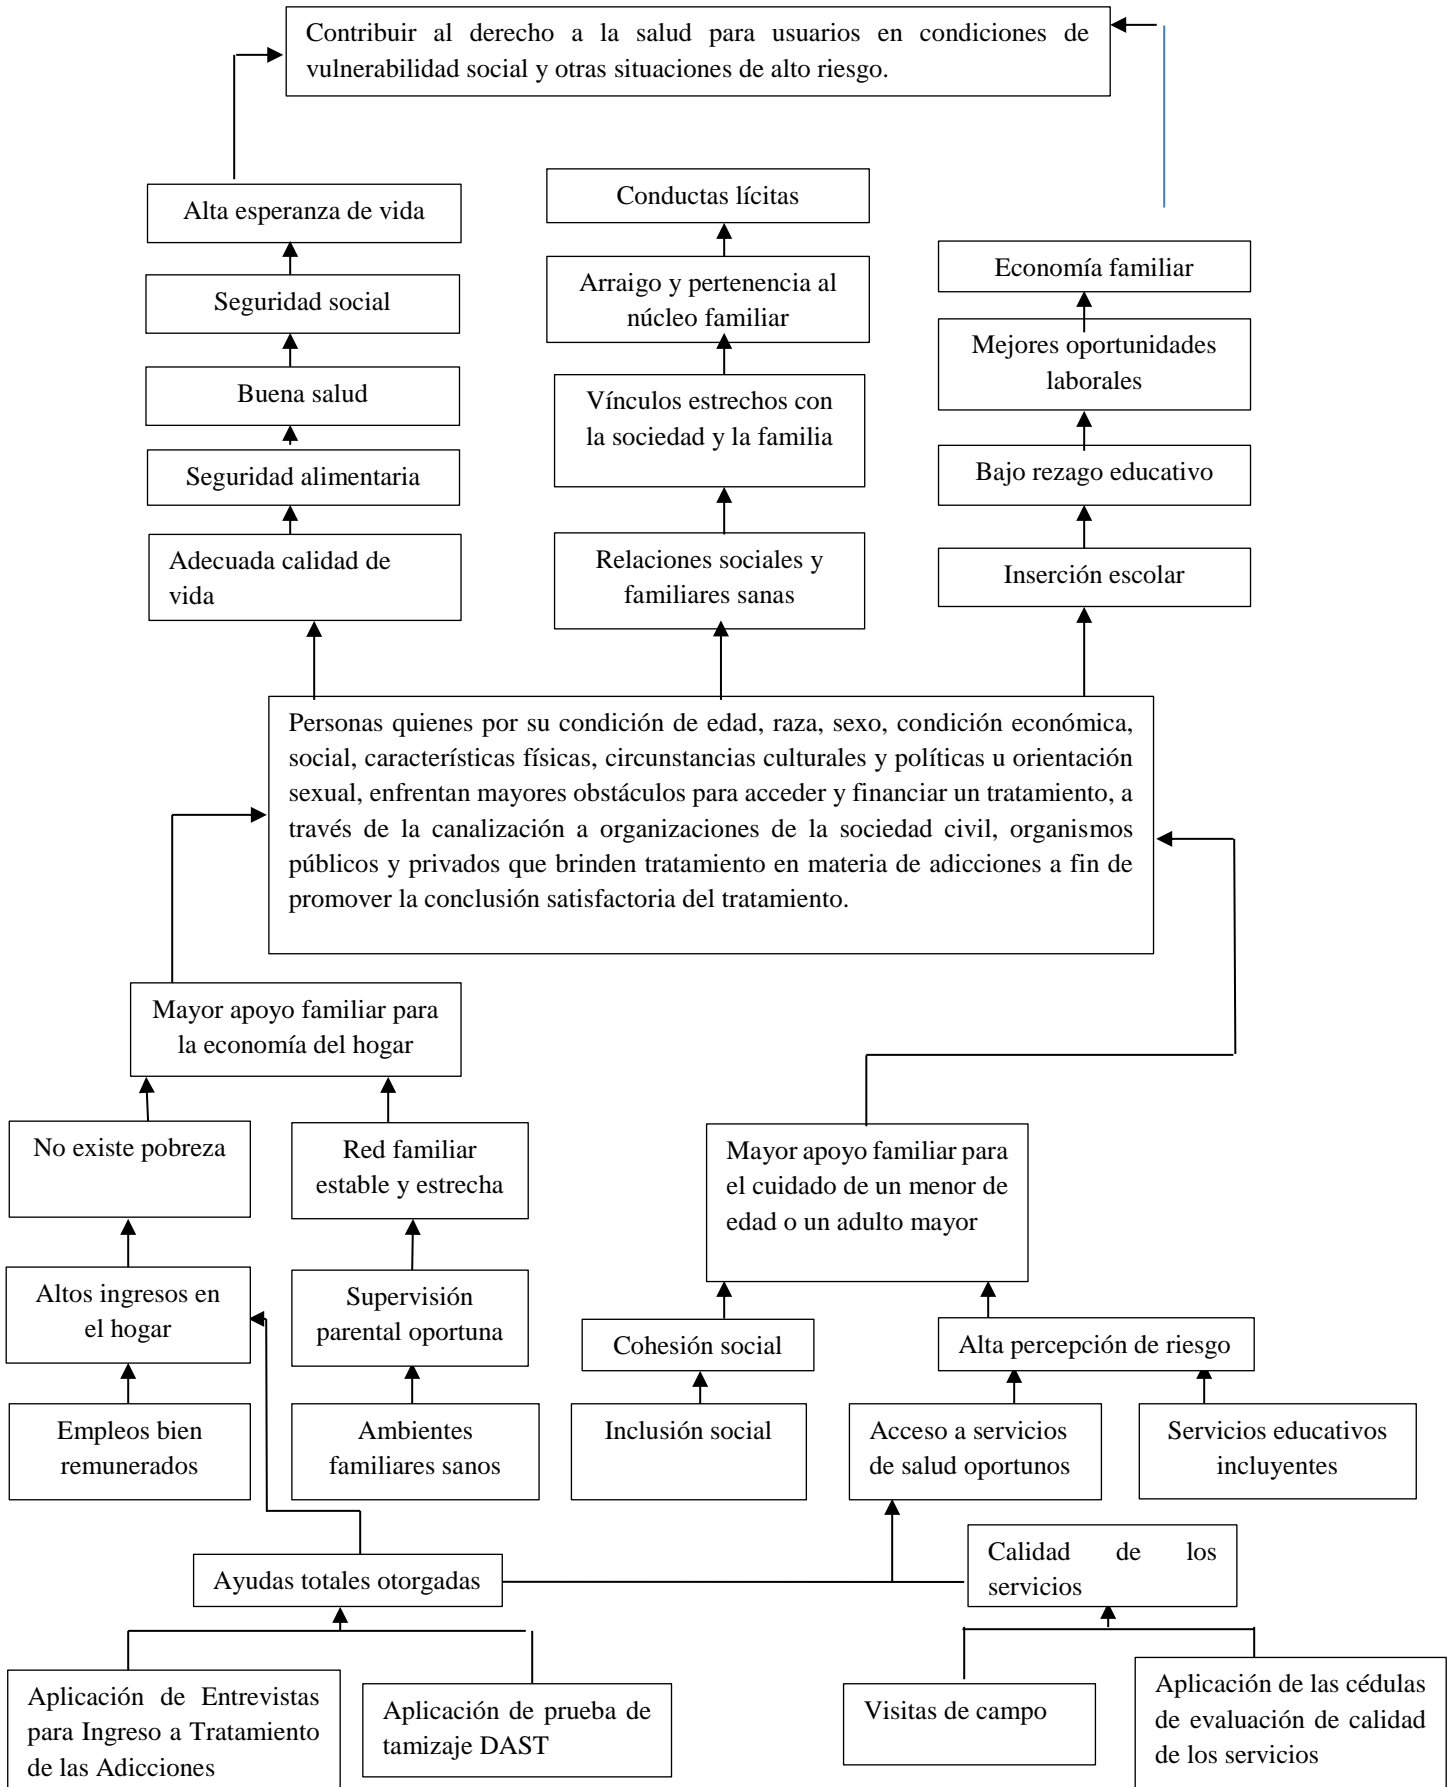 Contribuir al derecho a la salud para usuarios en condiciones de
vulnerabilidad social y otras situaciones de alto riesgo.
Alta esperanza de vida
Seguridad social
Buena salud
Seguridad alimentaria
Adecuada calidad de
vida
Conductas lícitas
Arraigo y pertenencia al
núcleo familiar
Vínculos estrechos con
la sociedad y la familia
Relaciones sociales y
familiares sanas
Economía familiar
Mejores oportunidades
laborales
Bajo rezago educativo
Inserción escolar
Personas quienes por su condición de edad, raza, sexo, condición económica,
social, características físicas, circunstancias culturales y políticas u orientación
sexual, enfrentan mayores obstáculos para acceder y financiar un tratamiento, a
través de la canalización a organizaciones de la sociedad civil, organismos
públicos y privados que brinden tratamiento en materia de adicciones a fin de
promover la conclusión satisfactoria del tratamiento.
Mayor apoyo familiar para
la economía del hogar
No existe pobreza
Red familiar
estable y estrecha
Mayor apoyo familiar para
el cuidado de un menor de
edad o un adulto mayor
Altos ingresos en
el hogar
Supervisión
parental oportuna
Cohesión social
Alta percepción de riesgo
Empleos bien
remunerados
Ambientes
familiares sanos
Inclusión social
Acceso a servicios
de salud oportunos
Servicios educativos
incluyentes
Ayudas totales otorgadas
Calidad de los
servicios
Aplicación de Entrevistas
para Ingreso a Tratamiento
de las Adicciones
Aplicación de prueba de
tamizaje DAST
Visitas de campo
Aplicación de las cédulas
de evaluación de calidad
de los servicios